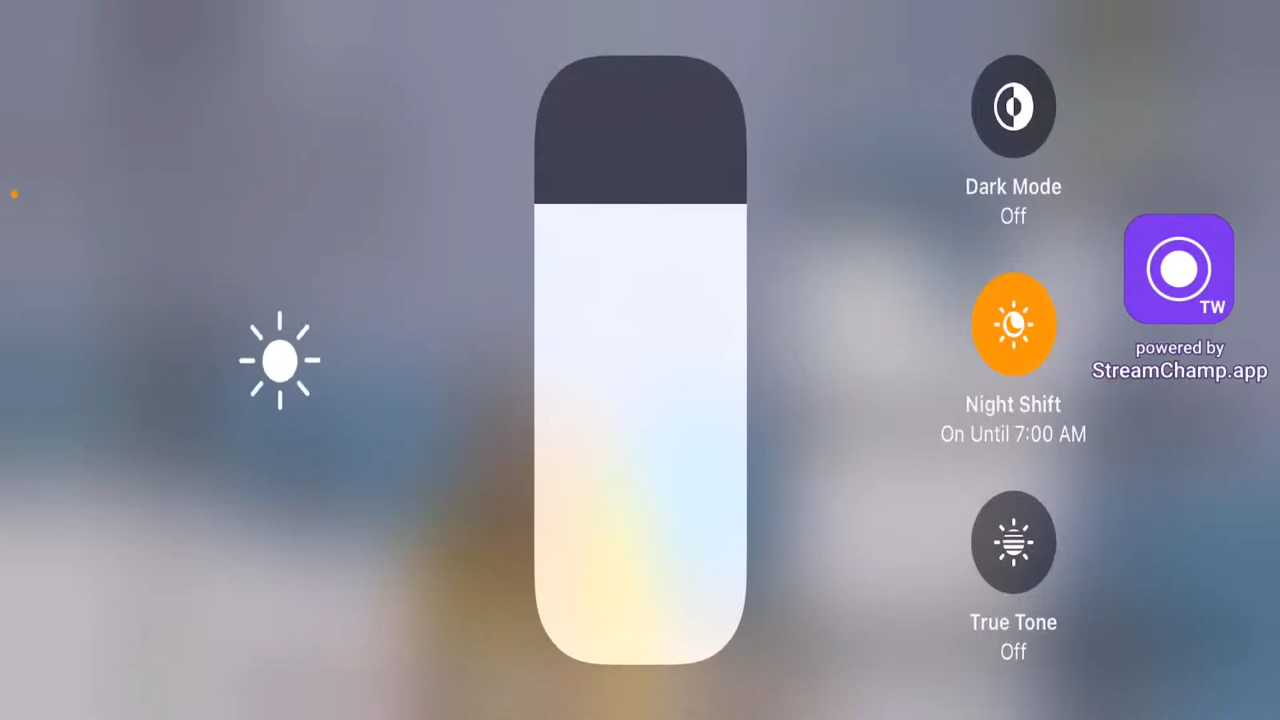 Dark Mode
Off
TW
powered by
StreamChamp.app
Night Shift
On Until 7:00 AM
True Tone
Off